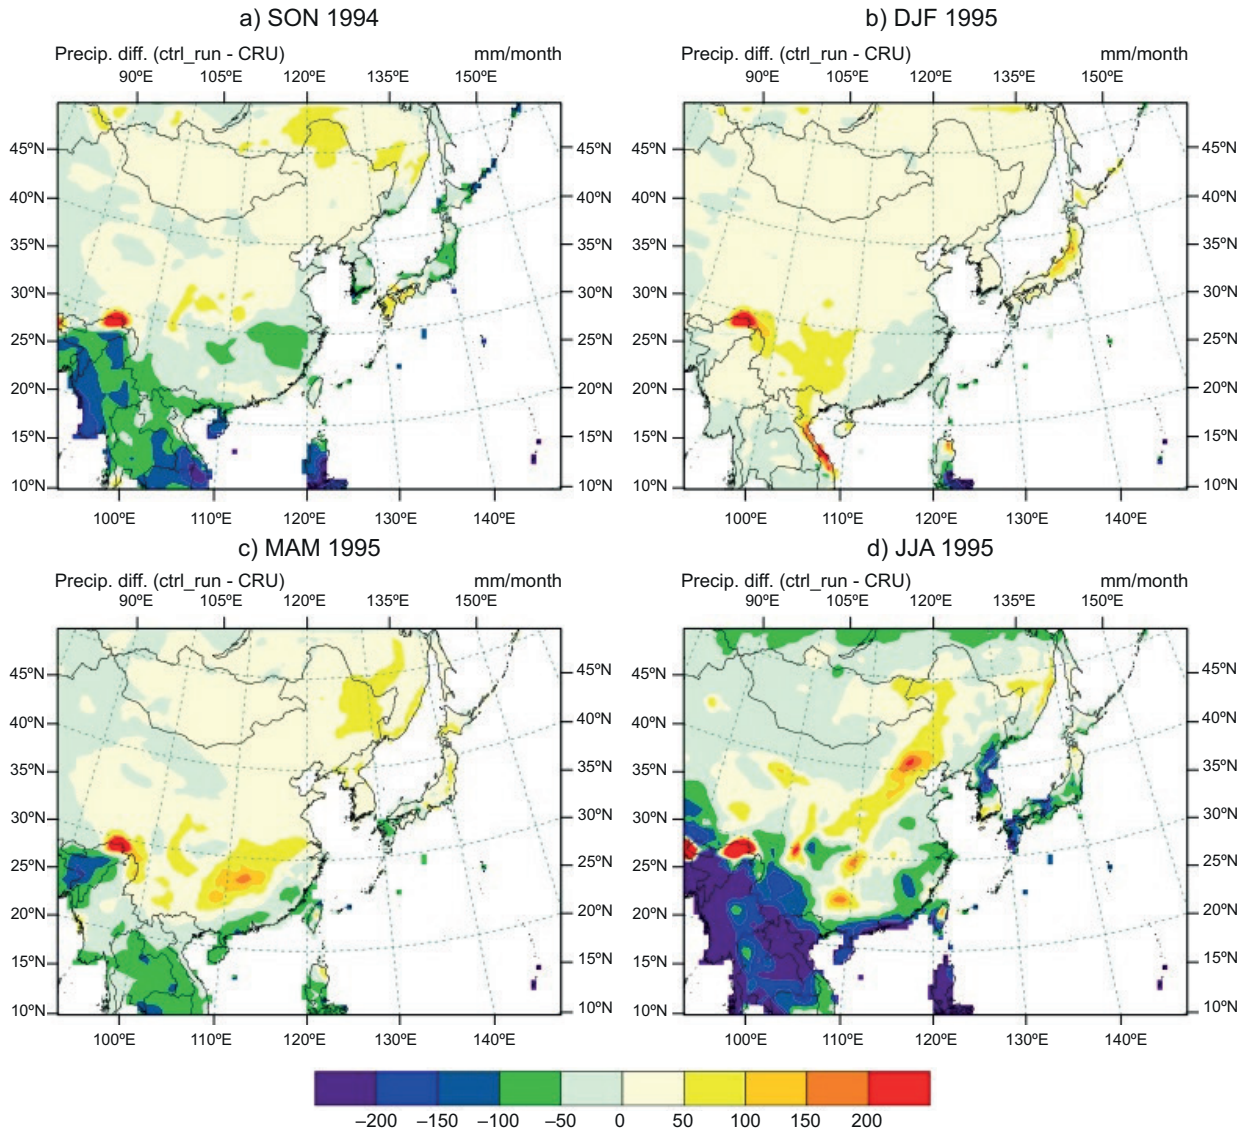 a) SON 1994
b) DJF 1995
Precip. diff. (ctrl_run - CRU) mm/month
Precip. diff. (ctrl_run - CRU) mm/month
90ºE 105ºE 120ºE 135ºE 150ºE
90ºE 105ºE 120ºE 135ºE 150ºE
45ºN 45ºN 45ºN 45ºN
40ºN 40ºN 40ºN 40ºN
35ºN 35ºN 35ºN 35ºN
30ºN 30ºN 30ºN 30ºN
25ºN 25ºN 25ºN 25ºN
20ºN 20ºN 20ºN 20ºN
15ºN 15ºN 15ºN 15ºN
10ºN 10ºN 10ºN 10ºN
100ºE 110ºE 120ºE 130ºE 140ºE
100ºE 110ºE 120ºE 130ºE 140ºE
c) MAM 1995
d) JJA 1995
Precip. diff. (ctrl_run - CRU) mm/month
Precip. diff. (ctrl_run - CRU) mm/month
90ºE 105ºE 120ºE 135ºE 150ºE
90ºE 105ºE 120ºE 135ºE 150ºE
45ºN 45ºN 45ºN 45ºN
40ºN 40ºN 40ºN 40ºN
35ºN 35ºN 35ºN 35ºN
30ºN 30ºN 30ºN 30ºN
25ºN 25ºN 25ºN 25ºN
20ºN 20ºN 20ºN 20ºN
15ºN 15ºN 15ºN 15ºN
10ºN 10ºN 10ºN 10ºN
100ºE 110ºE 120ºE 130ºE 140ºE
100ºE 110ºE 120ºE 130ºE 140ºE
–200 –150 –100 –50 0 50 100 150 200